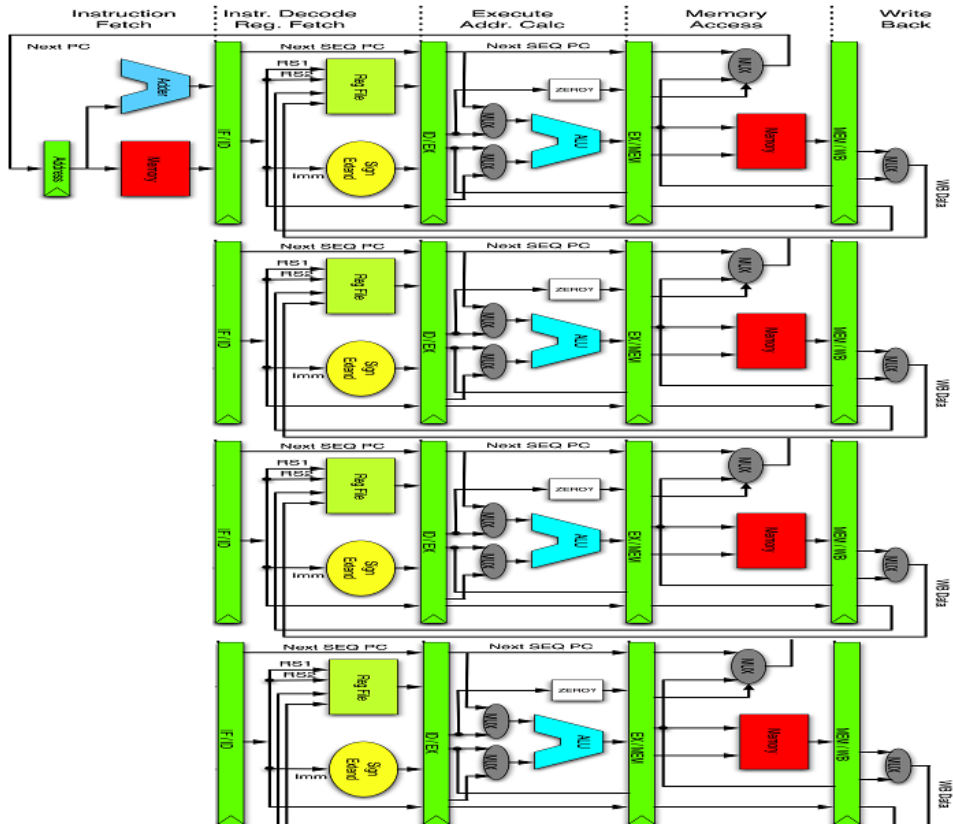 Instruction Fetch
Instr. Decode Reg. Fetch
Execute Addr. Calc
Memory Access
Write Back
Next PC
Adder
Address
Memory
IF / ID
Next SEQ PC
RS1
RS2
Reg File
Sign Extend
Imm
ID/EX
Next SEQ PC
ZERO?
MUX
MUX
ALU
EX/MEM
MUX
Memory
MEM/WB
MUX
WB Data
IF / ID
Next SEQ PC
RS1
RS2
Reg File
Sign Extend
Imm
ID/EX
Next SEQ PC
ZERO?
MUX
MUX
ALU
EX/MEM
MUX
Memory
MEM/WB
MUX
WB Data
IF / ID
Next SEQ PC
RS1
RS2
Reg File
Sign Extend
Imm
ID/EX
Next SEQ PC
ZERO?
MUX
MUX
ALU
EX/MEM
MUX
Memory
MEM/WB
MUX
WB Data
IF / ID
Next SEQ PC
RS1
RS2
Reg File
Sign Extend
Imm
ID/EX
Next SEQ PC
ZERO?
MUX
MUX
ALU
EX/MEM
MUX
Memory
MEM/WB
MUX
WB Data